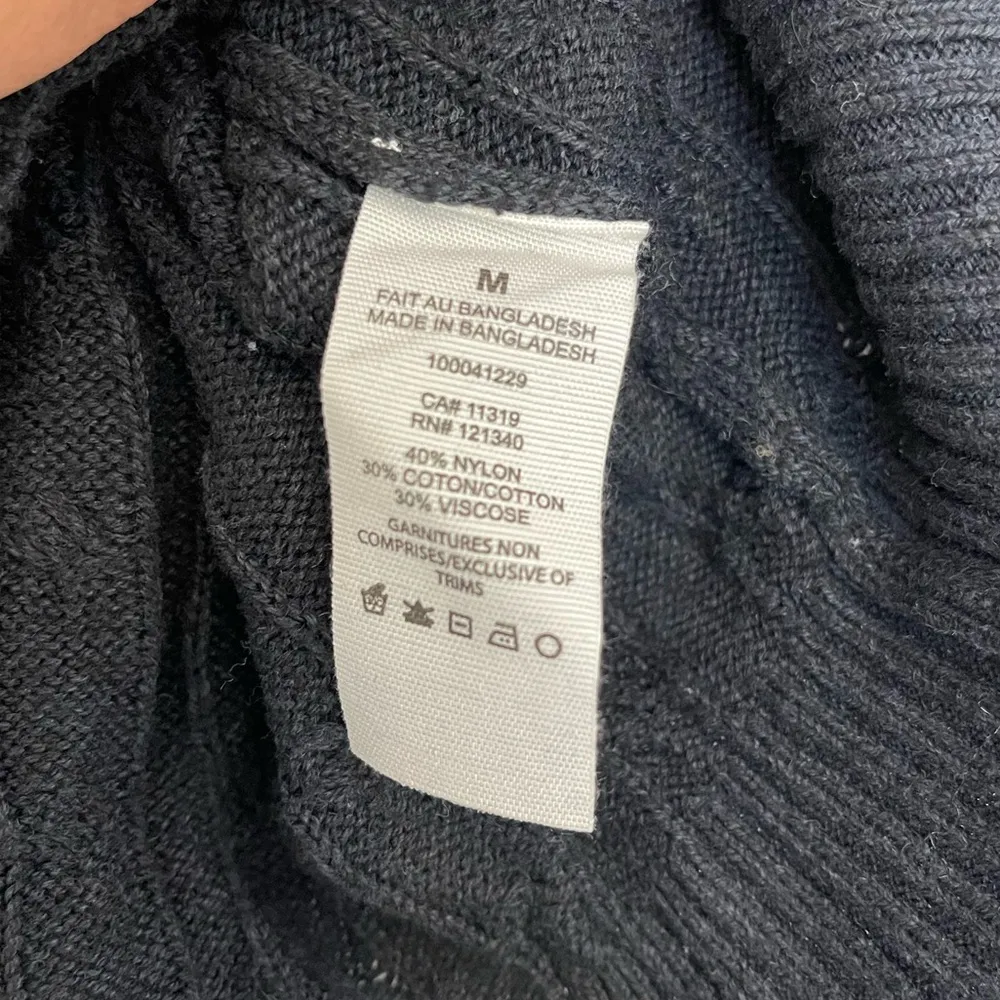 M
FAIT AU BANGLADESH
MADE IN BANGLADESH
100041229
CA# 11319
RN# 121340
40% NYLON
30% COTON/COTTON
30% VISCOSE
GARNITURES NON
COMPRISES/EXCLUSIVE OF
TRIMS